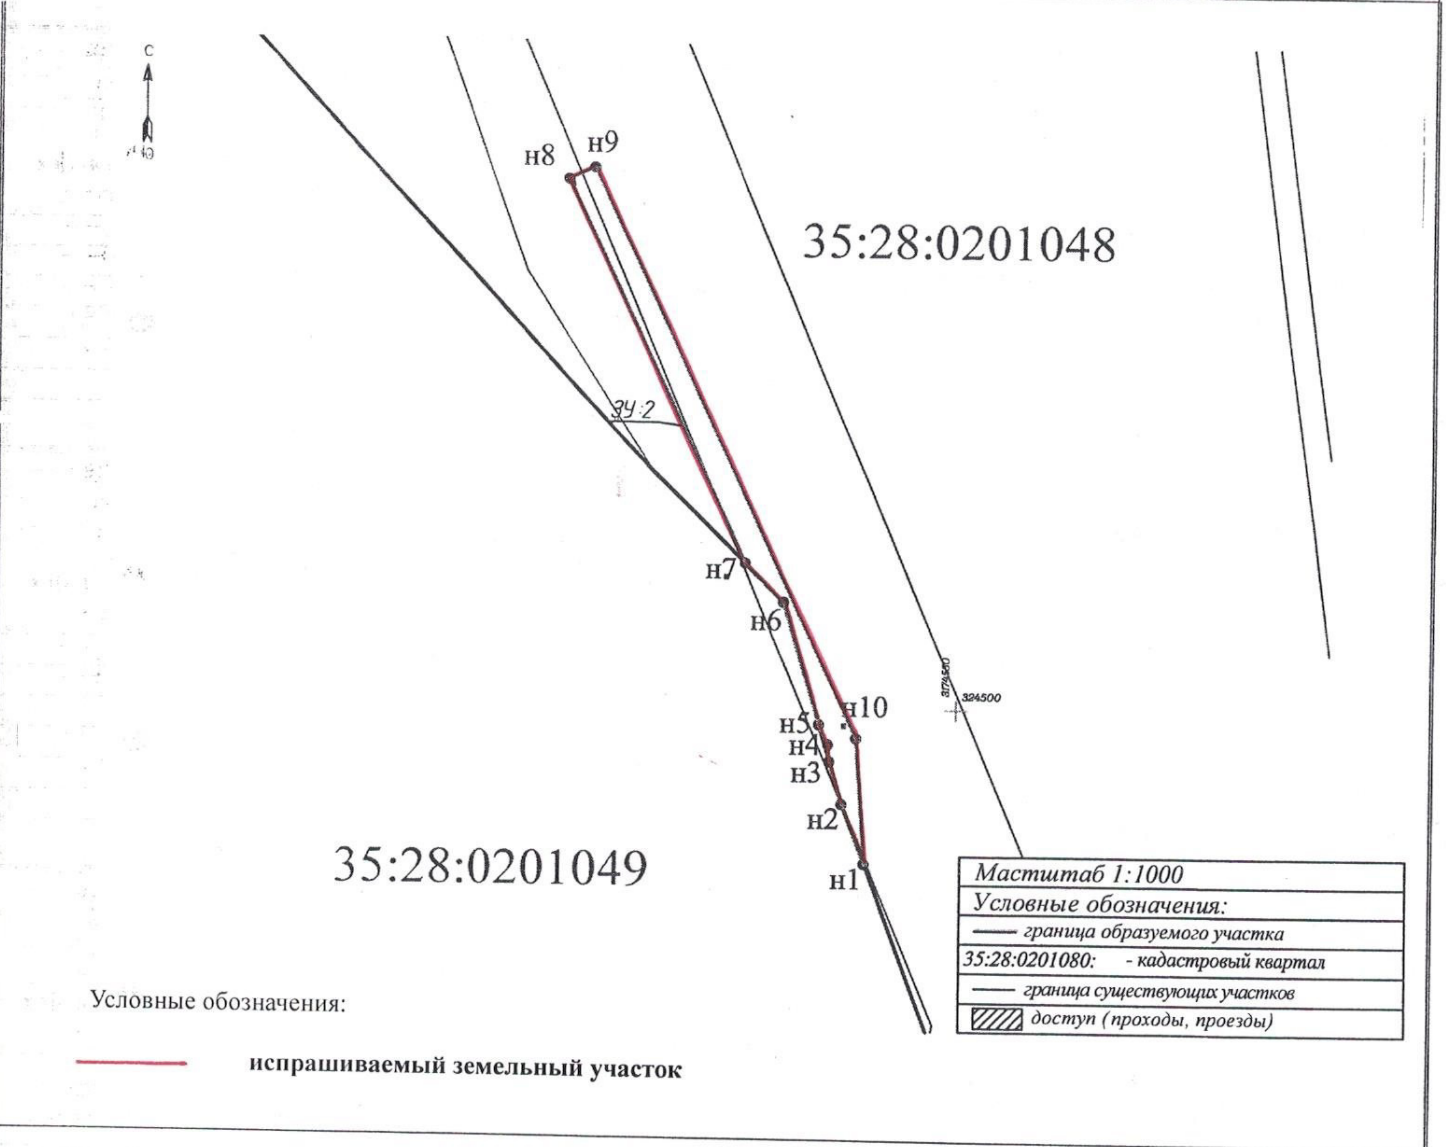 С
Ю
н8
н9
35:28:0201048
ЗУ:2
н7
н6
3174500
324500
н10
н5
н4
н3
н2
н1
35:28:0201049
Мастштаб 1:1000
Условные обозначения:
граница образуемого участка
35:28:0201080: - кадастровый квартал
граница существующих участков
доступ (проходы, проезды)
Условные обозначения:
испрашиваемый земельный участок